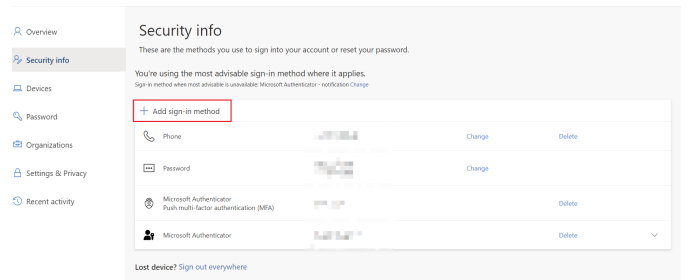 Overview
Security info
Devices
Password
Organizations
Settings & Privacy
Recent activity
Security info
These are the methods you use to sign into your account or reset your password.
You're using the most advisable sign-in method where it applies.
Sign-in method when most advisable is unavailable: Microsoft Authenticator - notification Change
+ Add sign-in method
Phone Change Delete
Password Change
Microsoft Authenticator
Push multi-factor authentication (MFA) Delete
Microsoft Authenticator Delete
Lost device? Sign out everywhere